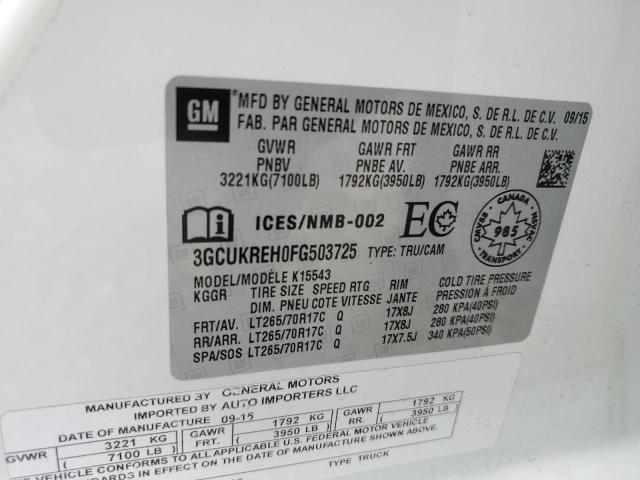 GM
*MFD BY GENERAL MOTORS DE MEXICO, S. DE R.L. DE C.V. 09/15
FAB. PAR GENERAL MOTORS DE MEXICO, S. DE R.L. DE C.V.
GVWR GAWR FRT GAWR RR
PNBV PNBE AV. PNBE ARR.
3221KG(7100LB) 1792KG(3950LB) 1792KG(3950LB)
i ICES/NMB-002 EC
CANADA
CMVSS 985 NSVAC
TRANSPORT
3GCUKREH0FG503725 TYPE: TRU/CAM
MODEL/MODÈLE K15543
KGGR TIRE SIZE SPEED RTG RIM COLD TIRE PRESSURE
DIM. PNEU COTE VITESSE JANTE PRESSION À FROID
FRT/AV. LT265/70R17C Q 17X8J 280 KPA(40PSI)
RR/ARR. LT265/70R17C Q 17X8J 280 KPA(40PSI)
SPA/SOS LT265/70R17C Q 17X7.5J 340 KPA(50PSI)
MANUFACTURED BY GENERAL MOTORS
IMPORTED BY AUTO IMPORTERS LLC
DATE OF MANUFACTURE 09-15
GVWR 3221 KG GAWR 1792 KG GAWR 1792 KG
( 7100 LB ) FRT. ( 3950 LB ) RR. ( 3950 LB )
VEHICLE CONFORMS TO ALL APPLICABLE U.S. FEDERAL MOTOR VEHICLE
STANDARDS IN EFFECT ON THE DATE OF
TYPE TRUCK